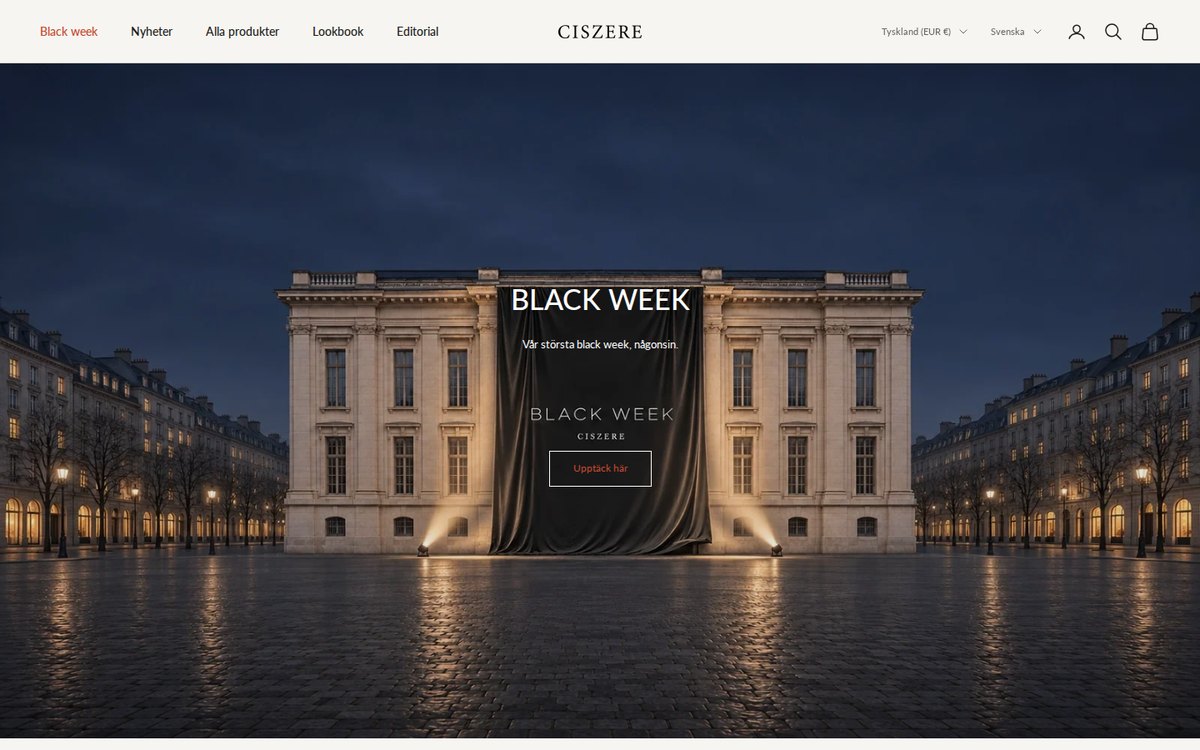 Black week
Nyheter
Alla produkter
Lookbook
Editorial
CISZERE
Tyskland (EUR €)
Svenska
BLACK WEEK
Vår största black week, någonsin.
BLACK WEEK
CISZERE
Upptäck här